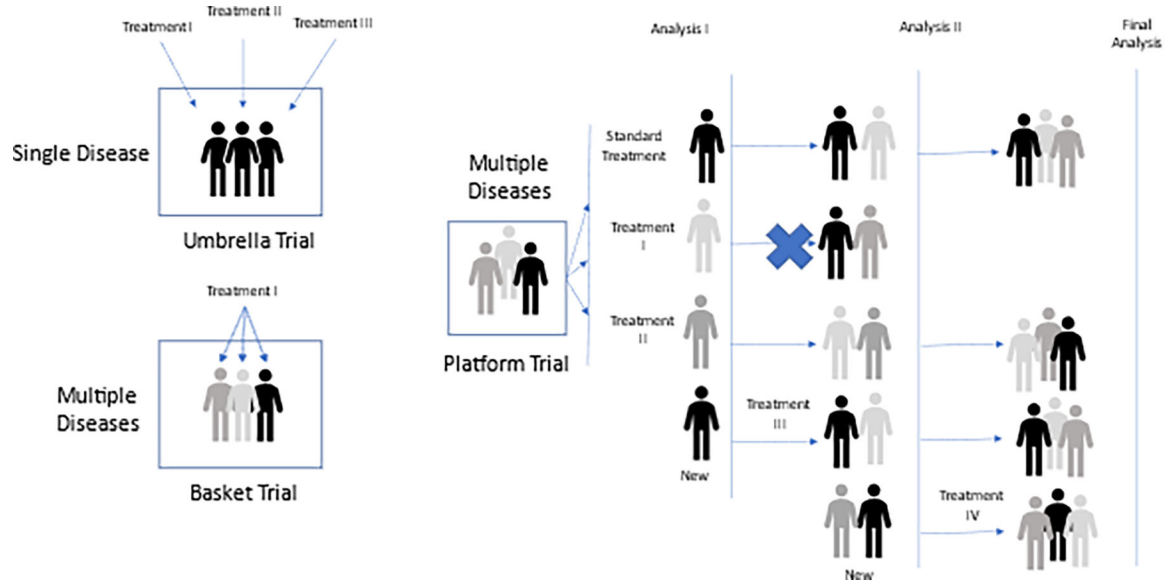 Treatment I
Treatment II
Treatment III
Single Disease
Umbrella Trial
Treatment I
Multiple
Diseases
Basket Trial
Multiple
Diseases
Platform Trial
Analysis I
Analysis II
Final
Analysis
Standard
Treatment
Treatment
I
Treatment
II
Treatment
III
New
Treatment
IV
New